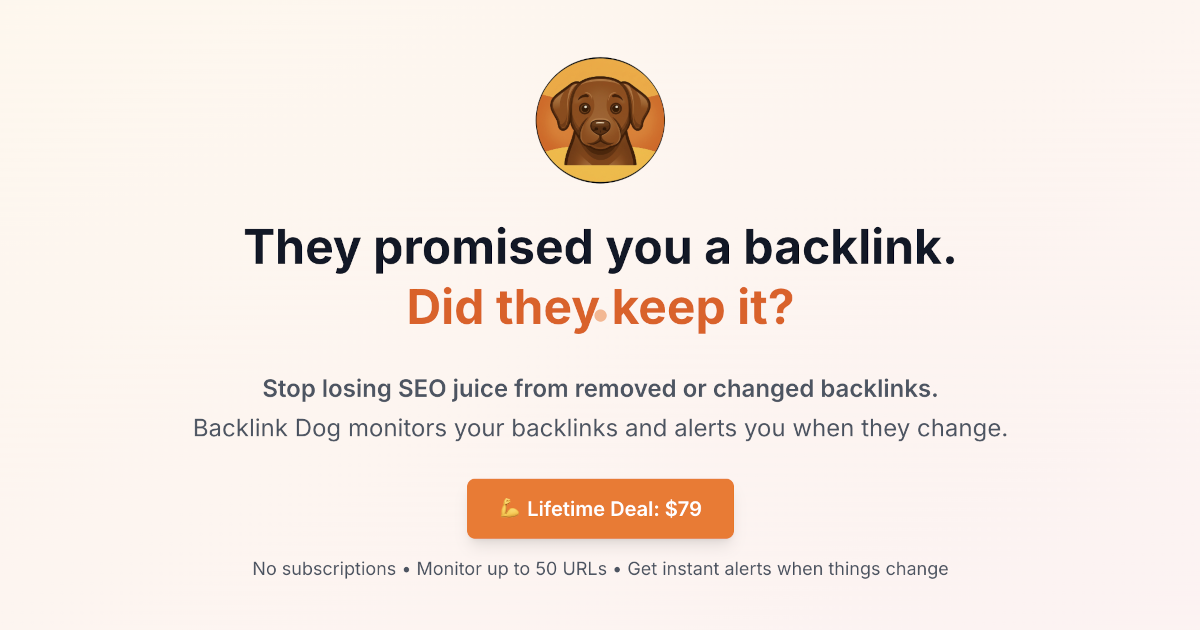 They promised you a backlink.
Did they keep it?
Stop losing SEO juice from removed or changed backlinks.
Backlink Dog monitors your backlinks and alerts you when they change.
💪 Lifetime Deal: $79
No subscriptions • Monitor up to 50 URLs • Get instant alerts when things change